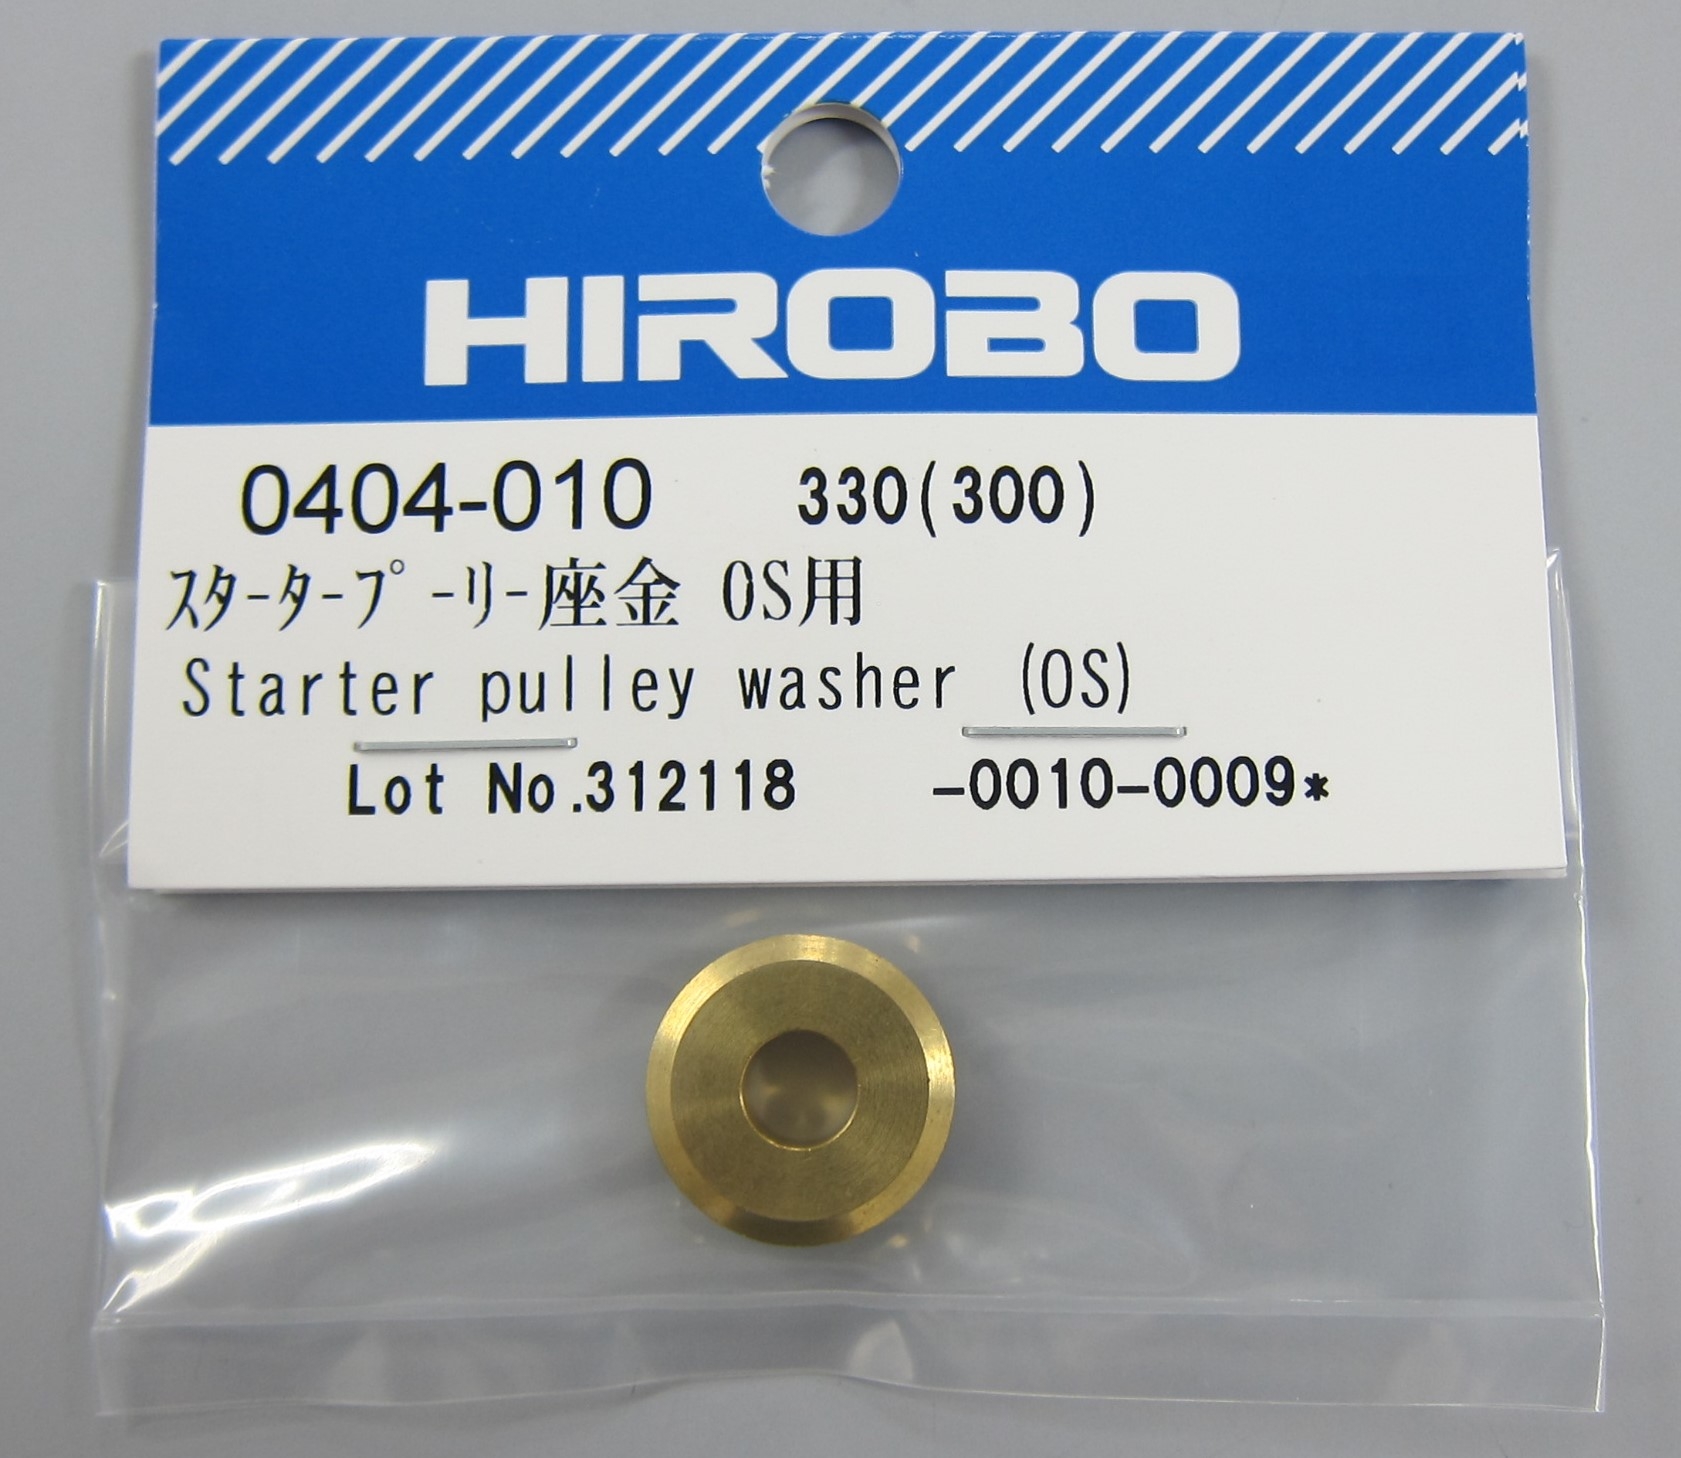 HIROBO
0404-010 330(300)
ｽﾀｰﾀｰﾌﾟｰﾘｰ座金 OS用
Starter pulley washer (OS)
Lot No.312118 -0010-0009*